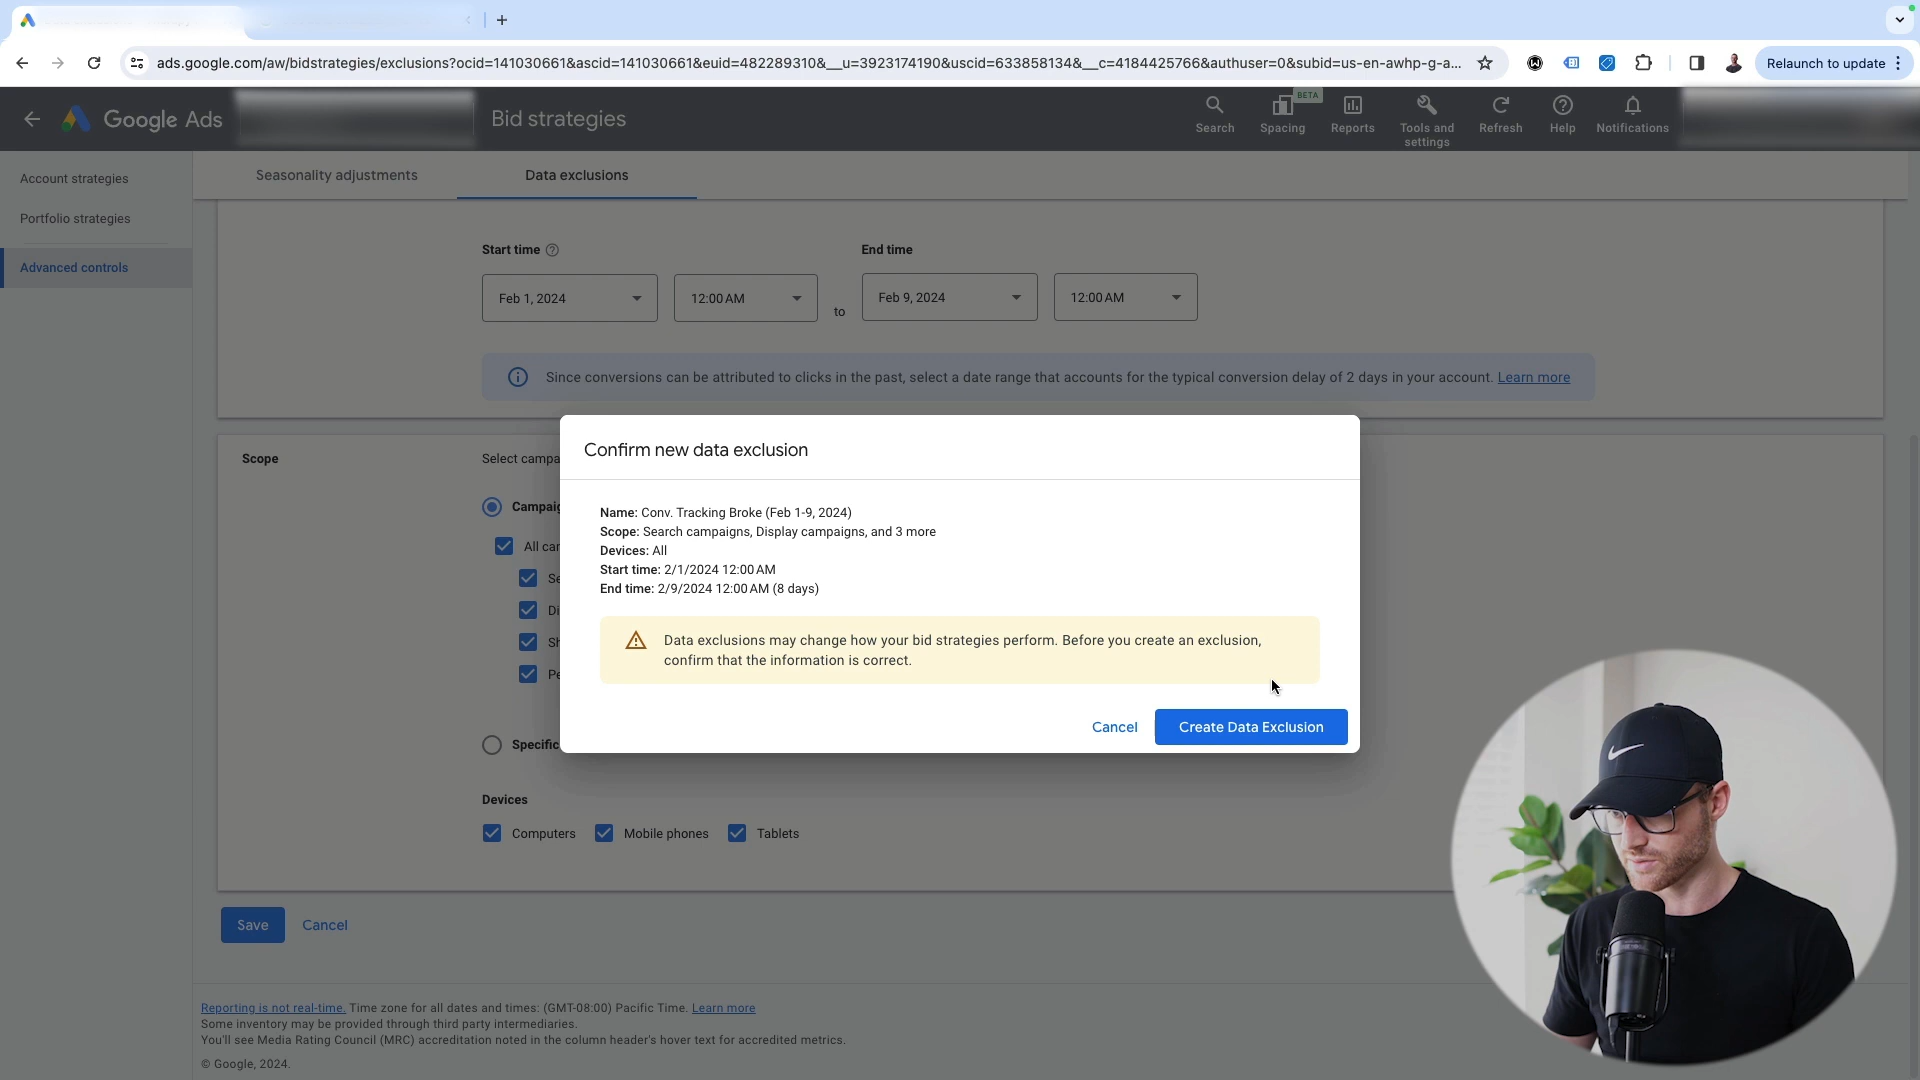 ads.google.com/aw/bidstrategies/exclusions?ocid=141030661&ascid=141030661&euid=482289310&__u=3923174190&uscid=633858134&__c=4184425766&authuser=0&subid=us-en-awhp-g-a...
Relaunch to update
Google Ads
Bid strategies
Search
BETA
Spacing
Reports
Tools and
settings
Refresh
Help
Notifications
Account strategies
Portfolio strategies
Advanced controls
Seasonality adjustments
Data exclusions
Start time
End time
Feb 1, 2024
12:00 AM
to
Feb 9, 2024
12:00 AM
Since conversions can be attributed to clicks in the past, select a date range that accounts for the typical conversion delay of 2 days in your account. Learn more
Scope
Select campa
Campaig
All car
Se
Di
Sh
Pe
Specific
Confirm new data exclusion
Name: Conv. Tracking Broke (Feb 1-9, 2024)
Scope: Search campaigns, Display campaigns, and 3 more
Devices: All
Start time: 2/1/2024 12:00 AM
End time: 2/9/2024 12:00 AM (8 days)
Data exclusions may change how your bid strategies perform. Before you create an exclusion,
confirm that the information is correct.
Cancel
Create Data Exclusion
Devices
Computers
Mobile phones
Tablets
Save
Cancel
Reporting is not real-time. Time zone for all dates and times: (GMT-08:00) Pacific Time. Learn more
Some inventory may be provided through third party intermediaries.
You'll see Media Rating Council (MRC) accreditation noted in the column header's hover text for accredited metrics.
© Google, 2024.